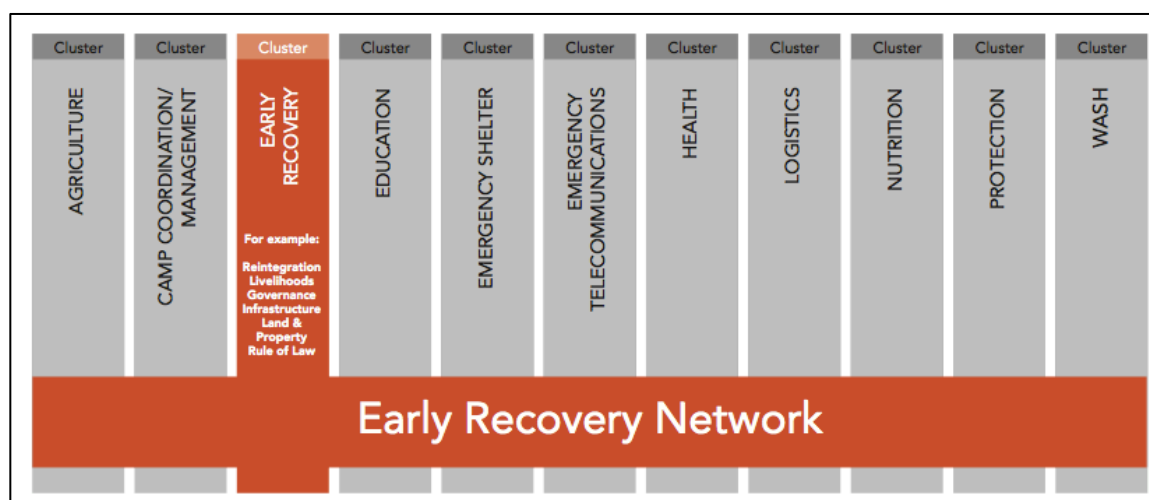 Cluster
AGRICULTURE
Cluster
CAMP COORDINATION/
MANAGEMENT
Cluster
EARLY
RECOVERY
For example:
Reintegration
Livelihoods
Governance
Infrastructure
Land &
Property
Rule of Law
Cluster
EDUCATION
Cluster
EMERGENCY SHELTER
Cluster
EMERGENCY
TELECOMMUNICATIONS
Cluster
HEALTH
Cluster
LOGISTICS
Cluster
NUTRITION
Cluster
PROTECTION
Cluster
WASH
Early Recovery Network